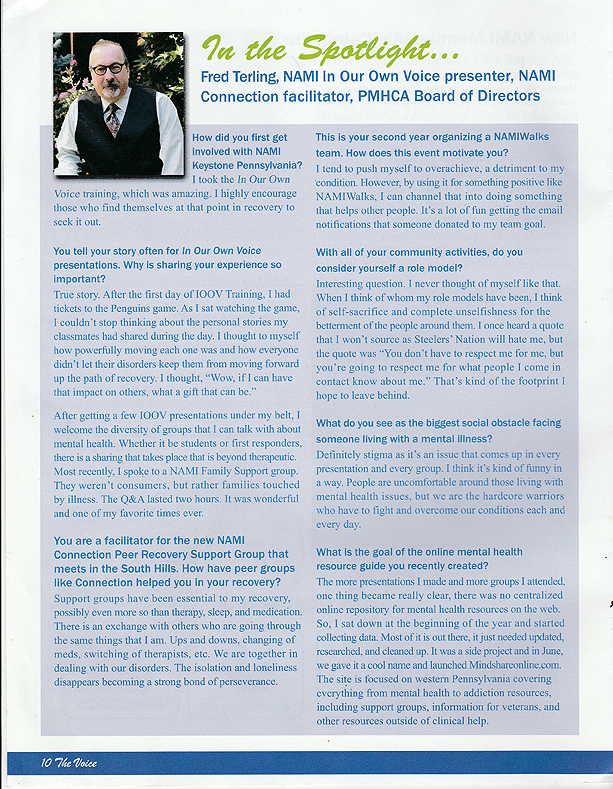 In the Spotlight...
Fred Terling, NAMI In Our Own Voice presenter, NAMI
Connection facilitator, PMHCA Board of Directors
How did you first get
involved with NAMI
Keystone Pennsylvania?
I took the In Our Own
Voice training, which was amazing. I highly encourage
those who find themselves at that point in recovery to
seek it out.
You tell your story often for In Our Own Voice
presentations. Why is sharing your experience so
important?
True story. After the first day of IOOV Training, I had
tickets to the Penguins game. As I sat watching the game,
I couldn't stop thinking about the personal stories my
classmates had shared during the day. I thought to myself
how powerfully moving each one was and how everyone
didn't let their disorders keep them from moving forward
up the path of recovery. I thought, "Wow, if I can have
that impact on others, what a gift that can be."
After getting a few IOOV presentations under my belt, I
welcome the diversity of groups that I can talk with about
mental health. Whether it be students or first responders,
there is a sharing that takes place that is beyond therapeutic.
Most recently, I spoke to a NAMI Family Support group.
They weren't consumers, but rather families touched
by illness. The Q&A lasted two hours. It was wonderful
and one of my favorite times ever.
You are a facilitator for the new NAMI
Connection Peer Recovery Support Group that
meets in the South Hills. How have peer groups
like Connection helped you in your recovery?
Support groups have been essential to my recovery,
possibly even more so than therapy, sleep, and medication.
There is an exchange with others who are going through
the same things that I am. Ups and downs, changing of
meds, switching of therapists, etc. We are together in
dealing with our disorders. The isolation and loneliness
disappears becoming a strong bond of perseverance.
This is your second year organizing a NAMIWalks
team. How does this event motivate you?
I tend to push myself to overachieve, a detriment to my
condition. However, by using it for something positive like
NAMIWalks, I can channel that into doing something
that helps other people. It's a lot of fun getting the email
notifications that someone donated to my team goal.
With all of your community activities, do you
consider yourself a role model?
Interesting question. I never thought of myself like that.
When I think of whom my role models have been, I think
of self-sacrifice and complete unselfishness for the
betterment of the people around them. I once heard a quote
that I won't source as Steelers' Nation will hate me, but
the quote was "You don't have to respect me for me, but
you're going to respect me for what people I come in
contact know about me." That's kind of the footprint I
hope to leave behind.
What do you see as the biggest social obstacle facing
someone living with a mental illness?
Definitely stigma as it's an issue that comes up in every
presentation and every group. I think it's kind of funny in
a way. People are uncomfortable around those living with
mental health issues, but we are the hardcore warriors
who have to fight and overcome our conditions each and
every day.
What is the goal of the online mental health
resource guide you recently created?
The more presentations I made and more groups I attended,
one thing became really clear, there was no centralized
online repository for mental health resources on the web.
So, I sat down at the beginning of the year and started
collecting data. Most of it is out there, it just needed updated,
researched, and cleaned up. It was a side project and in June,
we gave it a cool name and launched Mindshareonline.com.
The site is focused on western Pennsylvania covering
everything from mental health to addiction resources,
including support groups, information for veterans, and
other resources outside of clinical help.
10 The Voice